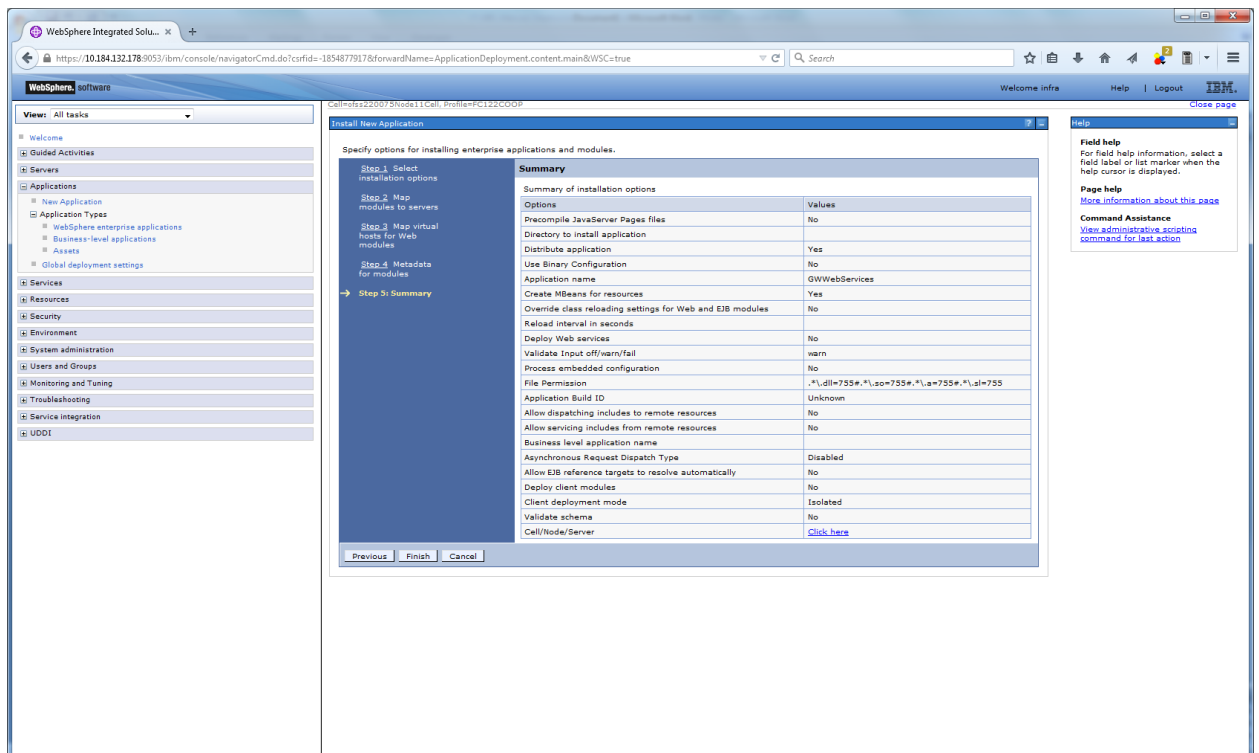 WebSphere Integrated Solu... × +
https://10.184.132.178:9053/ibm/console/navigatorCmd.do?csrfid=-1854877917&forwardName=ApplicationDeployment.content.main&WSC=true
Search
2
WebSphere. software
Welcome infra
Help | Logout
IBM.
View: All tasks
Welcome
Guided Activities
Servers
Applications
New Application
Application Types
WebSphere enterprise applications
Business-level applications
Assets
Global deployment settings
Services
Resources
Security
Environment
System administration
Users and Groups
Monitoring and Tuning
Troubleshooting
Service integration
UDDI
Cell=ofss220075Node11Cell, Profile=FC122COOP
Close page
Install New Application
? -
Specify options for installing enterprise applications and modules.
Step 1 Select
installation options
Step 2 Map
modules to servers
Step 3 Map virtual
hosts for Web
modules
Step 4 Metadata
for modules
Step 5: Summary
Summary
Summary of installation options
Options Values
Precompile JavaServer Pages files No
Directory to install application
Distribute application Yes
Use Binary Configuration No
Application name GWWebServices
Create MBeans for resources Yes
Override class reloading settings for Web and EJB modules No
Reload interval in seconds
Deploy Web services No
Validate Input off/warn/fail warn
Process embedded configuration No
File Permission .*\.dll=755#.*\.so=755#.*\.a=755#.*\.sl=755
Application Build ID Unknown
Allow dispatching includes to remote resources No
Allow servicing includes from remote resources No
Business level application name
Asynchronous Request Dispatch Type Disabled
Allow EJB reference targets to resolve automatically No
Deploy client modules No
Client deployment mode Isolated
Validate schema No
Cell/Node/Server Click here
Previous Finish Cancel
Help
Field help
For field help information, select a
field label or list marker when the
help cursor is displayed.
Page help
More information about this page
Command Assistance
View administrative scripting
command for last action